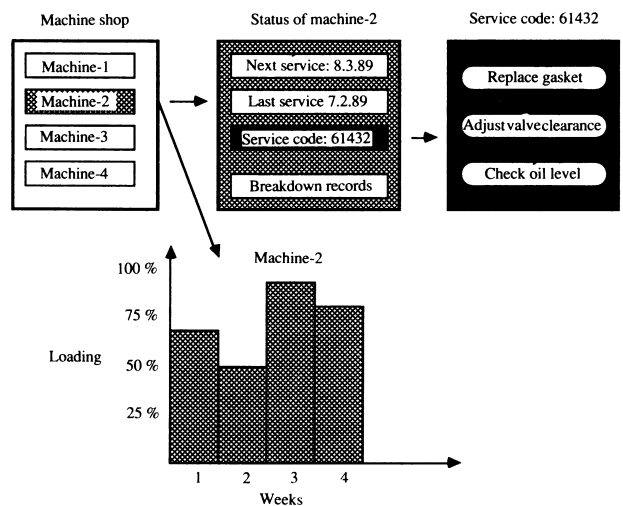 Machine shop
Machine-1
Machine-2
Machine-3
Machine-4
Status of machine-2
Next service: 8.3.89
Last service 7.2.89
Service code: 61432
Breakdown records
Service code: 61432
Replace gasket
Adjust valve clearance
Check oil level
Machine-2
Loading
100 %
75 %
50 %
25 %
1 2 3 4
Weeks